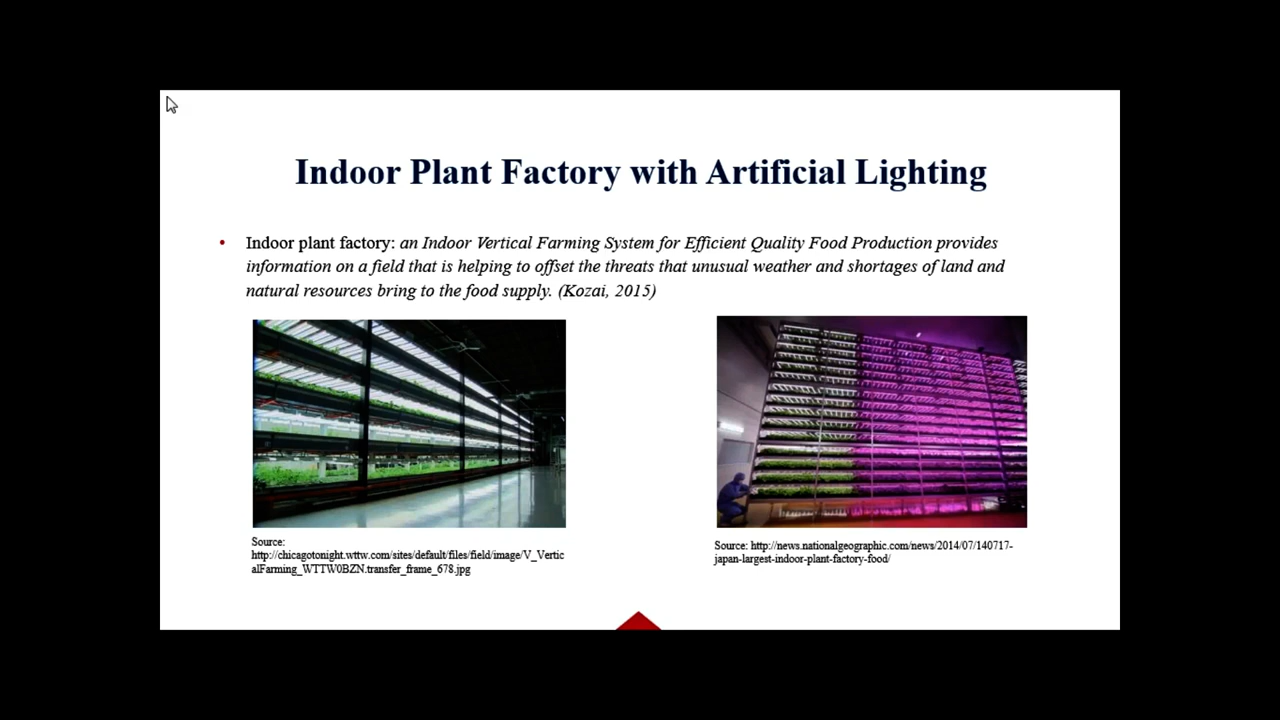 Indoor Plant Factory with Artificial Lighting
• Indoor plant factory: an Indoor Vertical Farming System for Efficient Quality Food Production provides
information on a field that is helping to offset the threats that unusual weather and shortages of land and
natural resources bring to the food supply. (Kozai, 2015)
Source:
http://chicagotonight.wttw.com/sites/default/files/field/image/V_Vertic
alFarming_WTTW0BZN.transfer_frame_678.jpg
Source: http://news.nationalgeographic.com/news/2014/07/140717-
japan-largest-indoor-plant-factory-food/